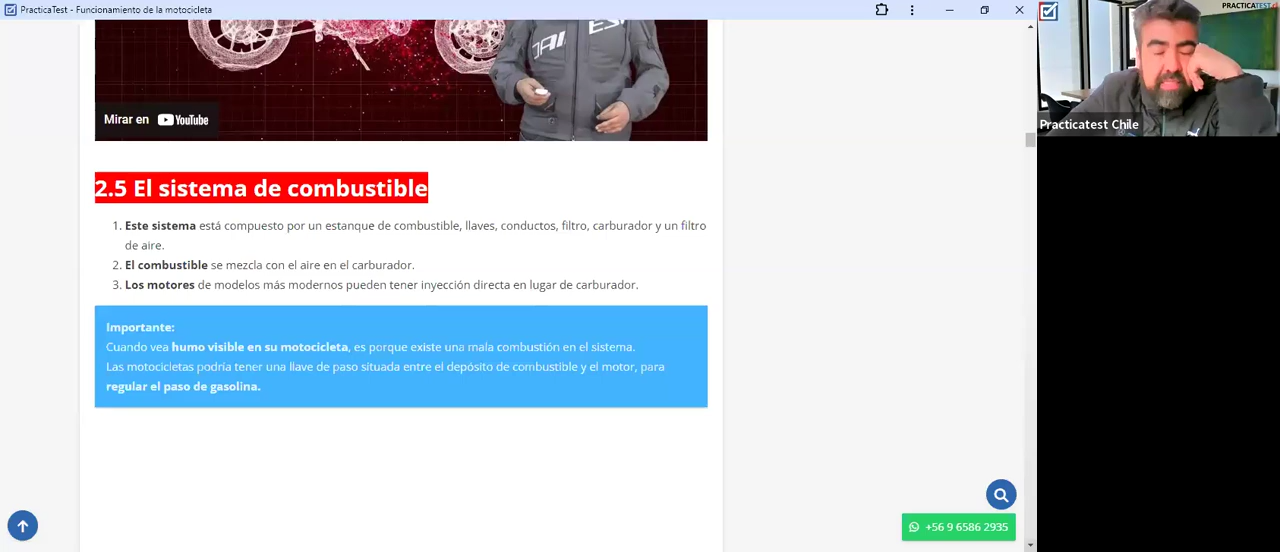 PracticaTest - Funcionamiento de la motocicleta
PRACTICATEST
Practicatest Chile
Mirar en YouTube
2.5 El sistema de combustible
1. Este sistema está compuesto por un estanque de combustible, llaves, conductos, filtro, carburador y un filtro
de aire.
2. El combustible se mezcla con el aire en el carburador.
3. Los motores de modelos más modernos pueden tener inyección directa en lugar de carburador.
Importante:
Cuando vea humo visible en su motocicleta, es porque existe una mala combustión en el sistema.
Las motocicletas podría tener una llave de paso situada entre el depósito de combustible y el motor, para
regular el paso de gasolina.
+56 9 6586 2935